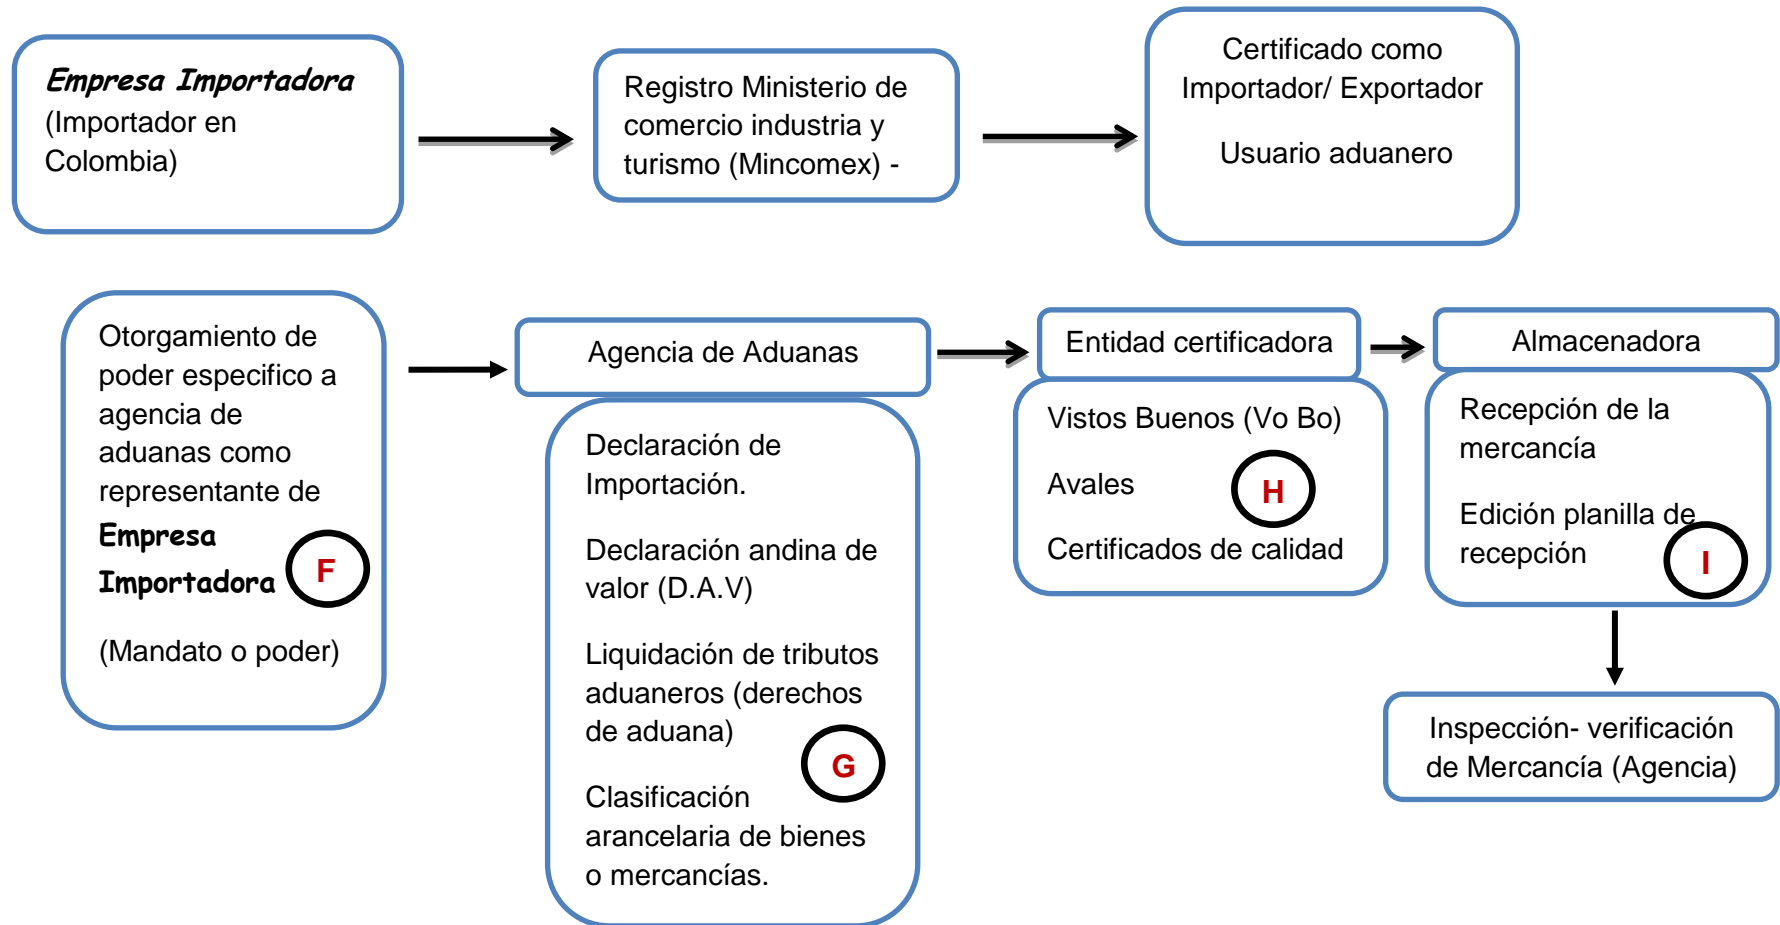 Empresa Importadora
(Importador en
Colombia)
Registro Ministerio de
comercio industria y
turismo (Mincomex) -
Certificado como
Importador/ Exportador
Usuario aduanero
Otorgamiento de
poder especifico a
agencia de
aduanas como
representante de
Empresa
Importadora
F
(Mandato o poder)
Agencia de Aduanas
Declaración de
Importación.
Declaración andina de
valor (D.A.V)
Liquidación de tributos
aduaneros (derechos
de aduana)
G
Clasificación
arancelaria de bienes
o mercancías.
Entidad certificadora
Vistos Buenos (Vo Bo)
Avales
H
Certificados de calidad
Almacenadora
Recepción de la
mercancía
Edición planilla de
recepción
I
Inspección- verificación
de Mercancía (Agencia)